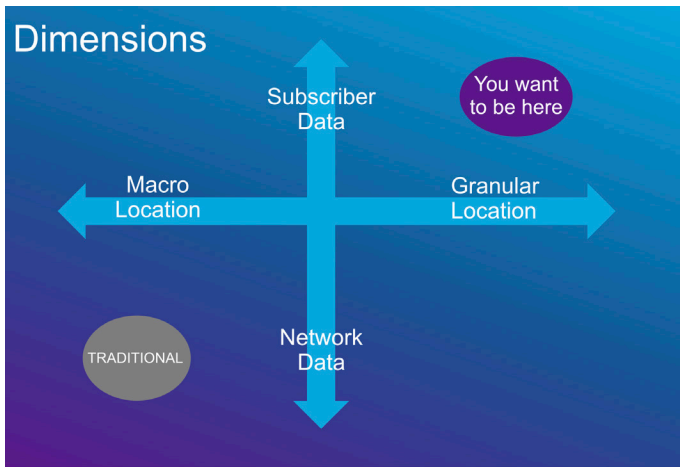 Dimensions
Subscriber
Data
You want
to be here
Macro
Location
Granular
Location
TRADITIONAL
Network
Data